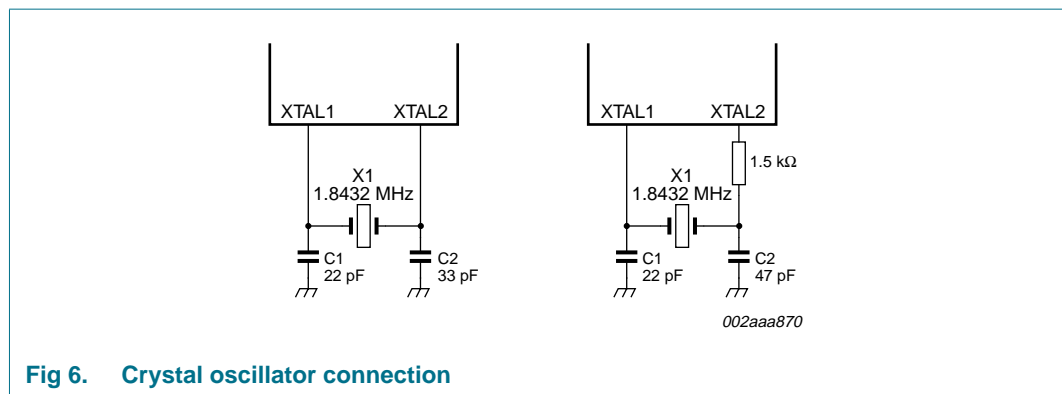 XTAL1 XTAL2
X1
1.8432 MHz
C1
22 pF
C2
33 pF
XTAL1 XTAL2
1.5 kΩ
X1
1.8432 MHz
C1
22 pF
C2
47 pF
002aaa870
Fig 6. Crystal oscillator connection